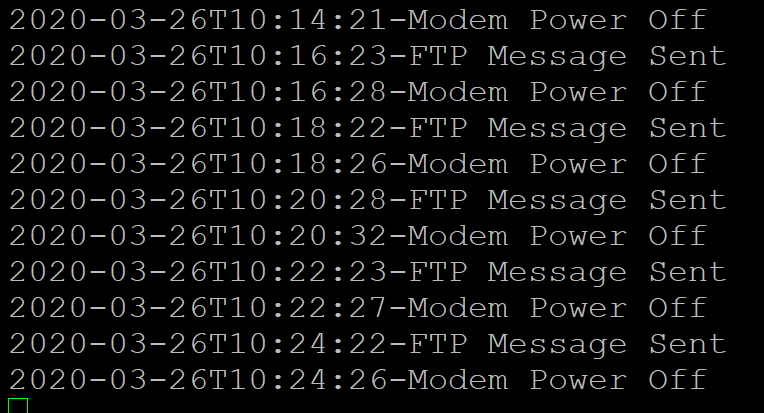 2020-03-26T10:14:21-Modem Power Off
2020-03-26T10:16:23-FTP Message Sent
2020-03-26T10:16:28-Modem Power Off
2020-03-26T10:18:22-FTP Message Sent
2020-03-26T10:18:26-Modem Power Off
2020-03-26T10:20:28-FTP Message Sent
2020-03-26T10:20:32-Modem Power Off
2020-03-26T10:22:23-FTP Message Sent
2020-03-26T10:22:27-Modem Power Off
2020-03-26T10:24:22-FTP Message Sent
2020-03-26T10:24:26-Modem Power Off